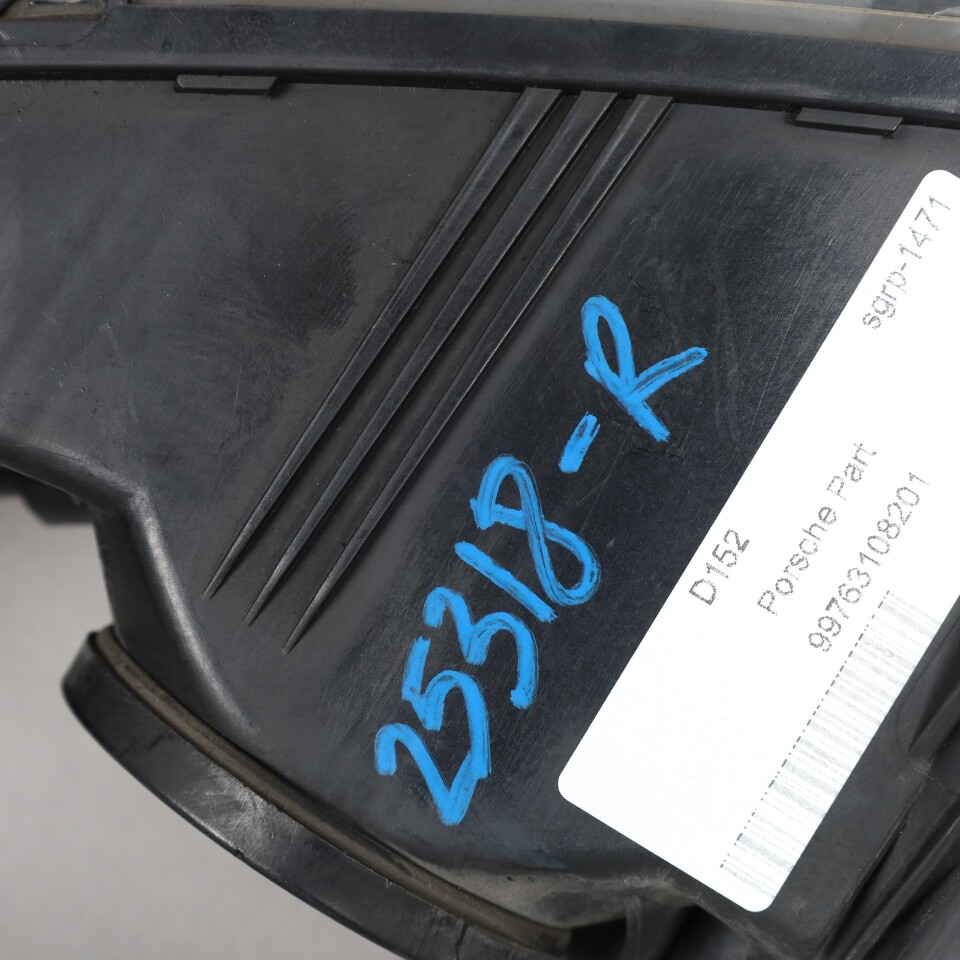 25318-R
sgrp-1471
D152
Porsche Part
99763108201